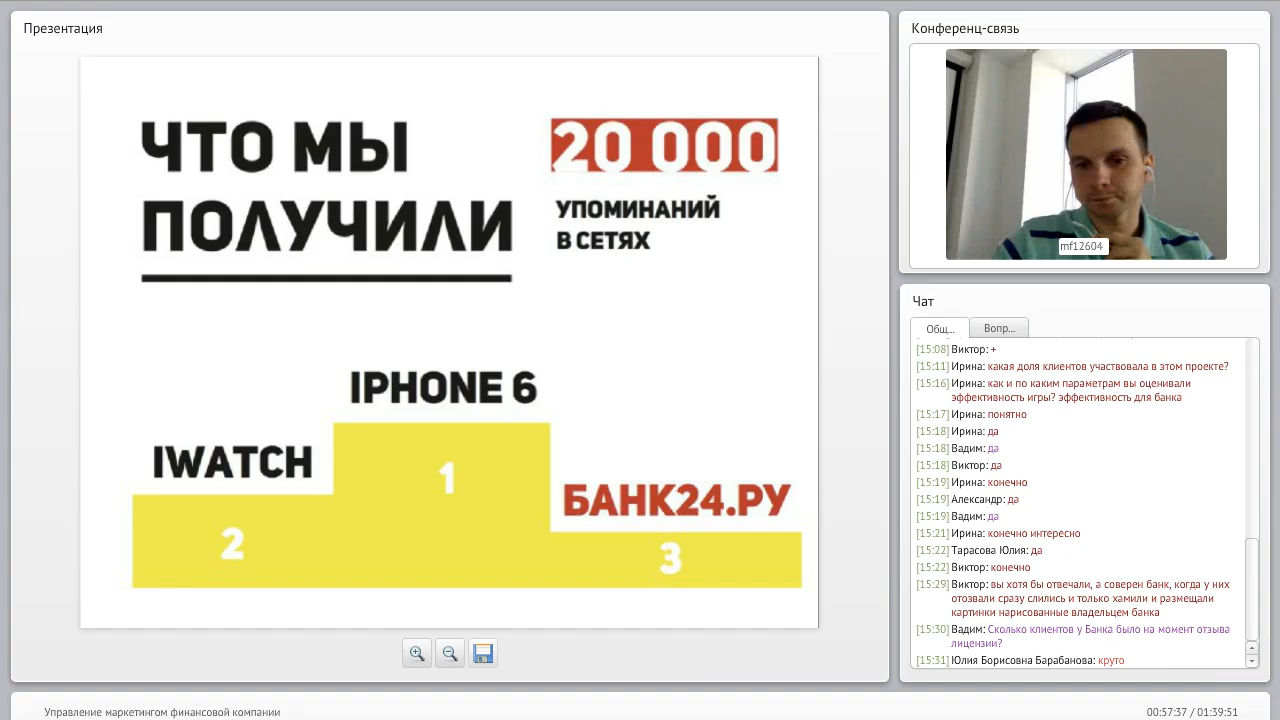 Презентация
ЧТО МЫ
ПОЛУЧИЛИ
20 000
УПОМИНАНИЙ
В СЕТЯХ
IPHONE 6
IWATCH
1
БАНК24.РУ
2
3
Конференц-связь
mf12604
Чат
Общ...
Вопр...
[15:08] Виктор: +
[15:11] Ирина: какая доля клиентов участвовала в этом проекте?
[15:16] Ирина: как и по каким параметрам вы оценивали
эффективность игры? эффективность для банка
[15:17] Ирина: понятно
[15:18] Ирина: да
[15:18] Вадим: да
[15:18] Виктор: да
[15:19] Ирина: конечно
[15:19] Александр: да
[15:19] Вадим: да
[15:21] Ирина: конечно интересно
[15:22] Тарасова Юлия: да
[15:22] Виктор: конечно
[15:29] Виктор: вы хотя бы отвечали, а соверен банк, когда у них
отозвали сразу слились и только хамили и размещали
картинки нарисованные владельцем банка
[15:30] Вадим: Сколько клиентов у Банка было на момент отзыва
лицензии?
[15:31] Юлия Борисовна Барабанова: круто
Управление маркетингом финансовой компании
00:57:37 / 01:39:51